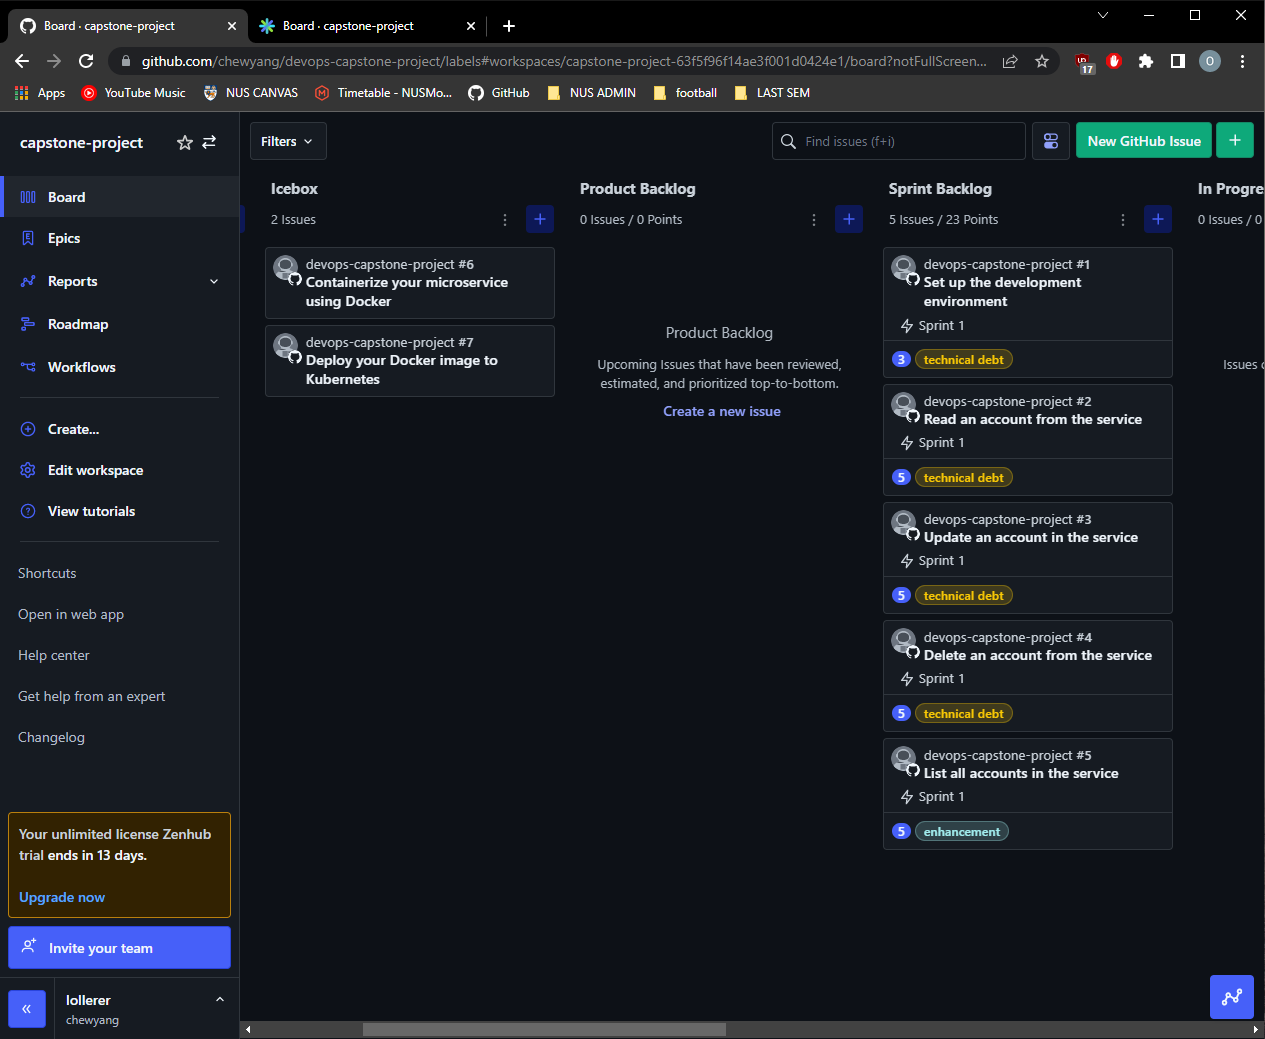 Board · capstone-project
Board · capstone-project
github.com/chewyang/devops-capstone-project/labels#workspaces/capstone-project-63f5f96f14ae3f001d0424e1/board?notFullScreen...
17
O
Apps
YouTube Music
NUS CANVAS
Timetable - NUSMo...
GitHub
NUS ADMIN
football
LAST SEM
capstone-project
Board
Epics
Reports
Roadmap
Workflows
Create...
Edit workspace
View tutorials
Shortcuts
Open in web app
Help center
Get help from an expert
Changelog
Your unlimited license Zenhub
trial ends in 13 days.
Upgrade now
Invite your team
lollerer
chewyang
Filters
Find issues (f+i)
New GitHub Issue
Icebox
2 Issues
devops-capstone-project #6
Containerize your microservice
using Docker
devops-capstone-project #7
Deploy your Docker image to
Kubernetes
Product Backlog
0 Issues / 0 Points
Product Backlog
Upcoming Issues that have been reviewed,
estimated, and prioritized top-to-bottom.
Create a new issue
Sprint Backlog
5 Issues / 23 Points
devops-capstone-project #1
Set up the development
environment
Sprint 1
3 technical debt
devops-capstone-project #2
Read an account from the service
Sprint 1
5 technical debt
devops-capstone-project #3
Update an account in the service
Sprint 1
5 technical debt
devops-capstone-project #4
Delete an account from the service
Sprint 1
5 technical debt
devops-capstone-project #5
List all accounts in the service
Sprint 1
5 enhancement
In Progre
0 Issues / 0
Issues